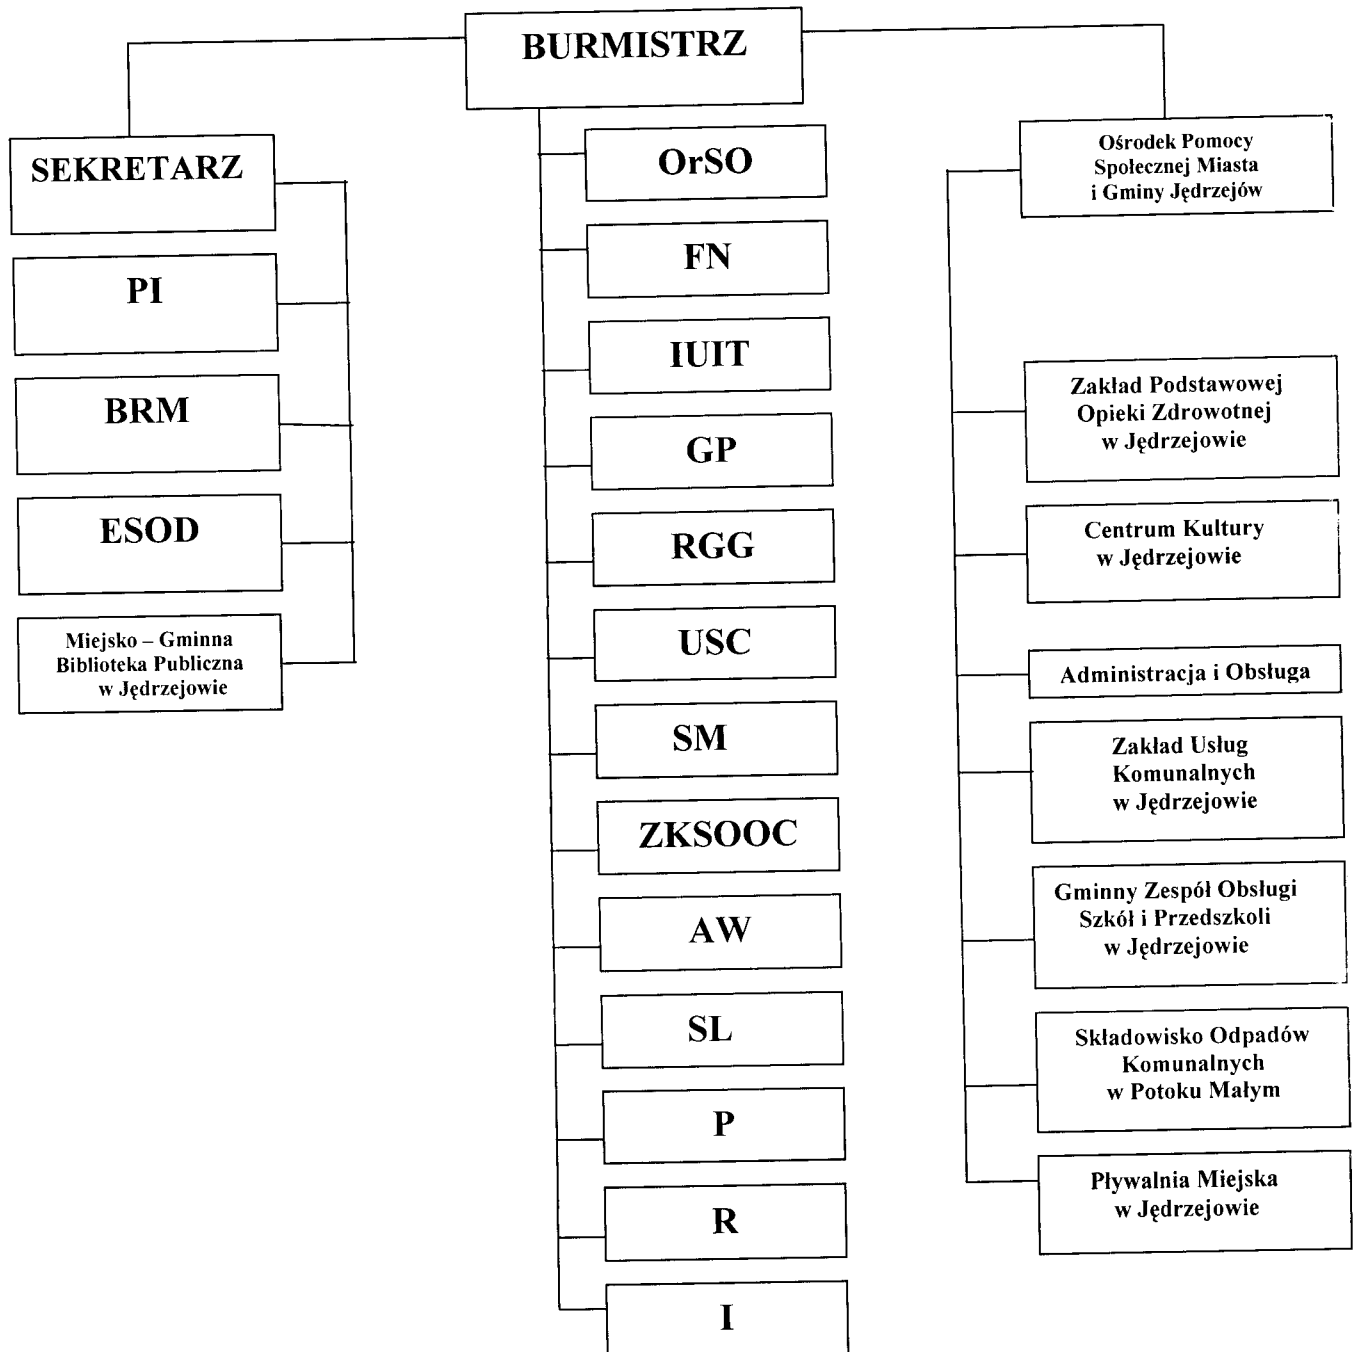 BURMISTRZ
SEKRETARZ
PI
BRM
ESOD
Miejsko – Gminna
Biblioteka Publiczna
w Jędrzejowie
OrSO
FN
IUIT
GP
RGG
USC
SM
ZKSOOC
AW
SL
P
R
I
Ośrodek Pomocy
Społecznej Miasta
i Gminy Jędrzejów
Zakład Podstawowej
Opieki Zdrowotnej
w Jędrzejowie
Centrum Kultury
w Jędrzejowie
Administracja i Obsługa
Zakład Usług
Komunalnych
w Jędrzejowie
Gminny Zespół Obsługi
Szkół i Przedszkoli
w Jędrzejowie
Składowisko Odpadów
Komunalnych
w Potoku Małym
Pływalnia Miejska
w Jędrzejowie